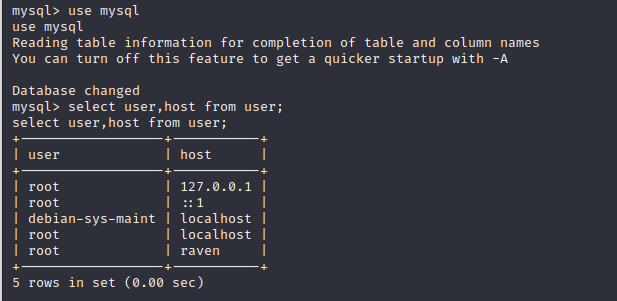 mysql> use mysql
use mysql
Reading table information for completion of table and column names
You can turn off this feature to get a quicker startup with -A
Database changed
mysql> select user,host from user;
select user,host from user;
+------------------+-----------+
| user             | host      |
+------------------+-----------+
| root             | 127.0.0.1 |
| root             | ::1       |
| debian-sys-maint | localhost |
| root             | localhost |
| root             | raven     |
+------------------+-----------+
5 rows in set (0.00 sec)